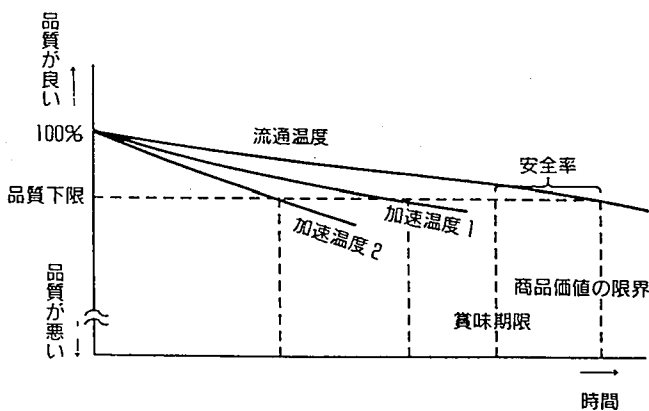 品質が良い
100%
流通温度
安全率
品質下限
加速温度1
加速温度2
商品価値の限界
賞味期限
品質が悪い
時間